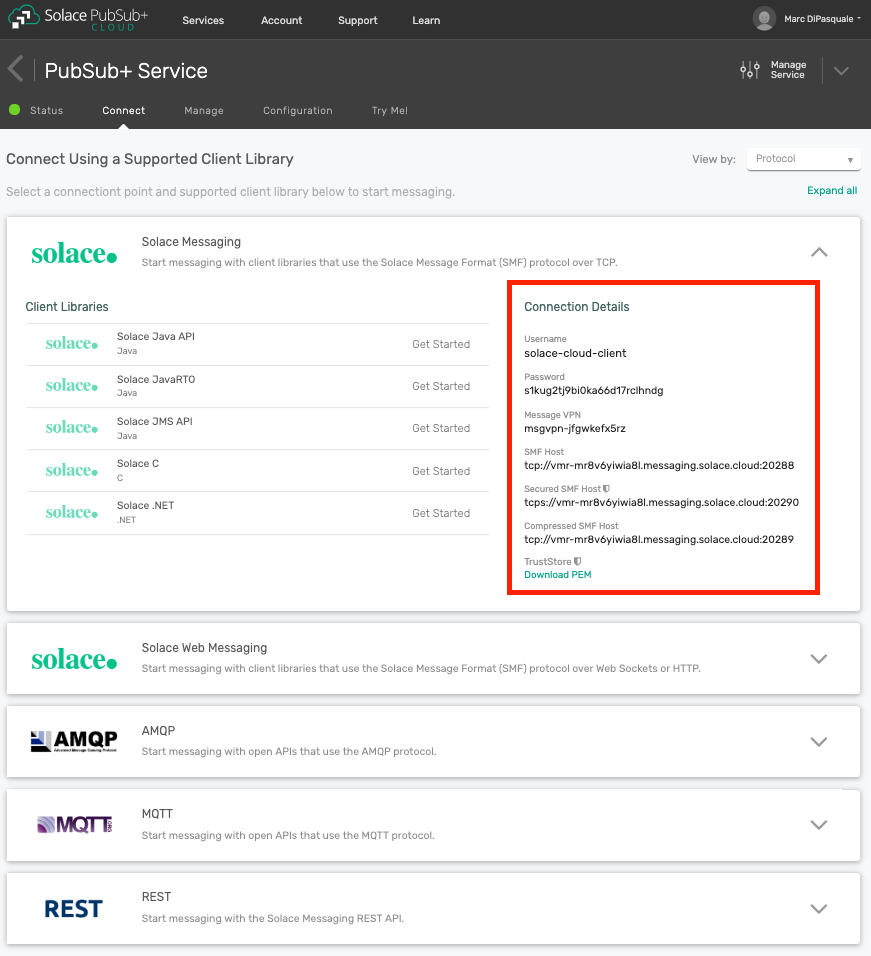 Solace PubSub+
CLOUD
Services
Account
Support
Learn
Marc DiPasquale
PubSub+ Service
Manage
Service
Status
Connect
Manage
Configuration
Try Me!
Connect Using a Supported Client Library
View by:
Protocol
Select a connectiont point and supported client library below to start messaging.
Expand all
solace.
Solace Messaging
Start messaging with client libraries that use the Solace Message Format (SMF) protocol over TCP.
Client Libraries
solace.
Solace Java API
Java
Get Started
solace.
Solace JavaRTO
Java
Get Started
solace.
Solace JMS API
Java
Get Started
solace.
Solace C
C
Get Started
solace.
Solace .NET
.NET
Get Started
Connection Details
Username
solace-cloud-client
Password
s1kug2tj9bi0ka66d17rclhndg
Message VPN
msgvpn-jfgwkefx5rz
SMF Host
tcp://vmr-mr8v6yiwia8l.messaging.solace.cloud:20288
Secured SMF Host
tcps://vmr-mr8v6yiwia8l.messaging.solace.cloud:20290
Compressed SMF Host
tcp://vmr-mr8v6yiwia8l.messaging.solace.cloud:20289
TrustStore
Download PEM
solace.
Solace Web Messaging
Start messaging with client libraries that use the Solace Message Format (SMF) protocol over Web Sockets or HTTP.
AMQP
Advanced Message Queuing Protocol
AMQP
Start messaging with open APIs that use the AMQP protocol.
MQTT
.ORG
MQTT
Start messaging with open APIs that use the MQTT protocol.
REST
REST
Start messaging with the Solace Messaging REST API.